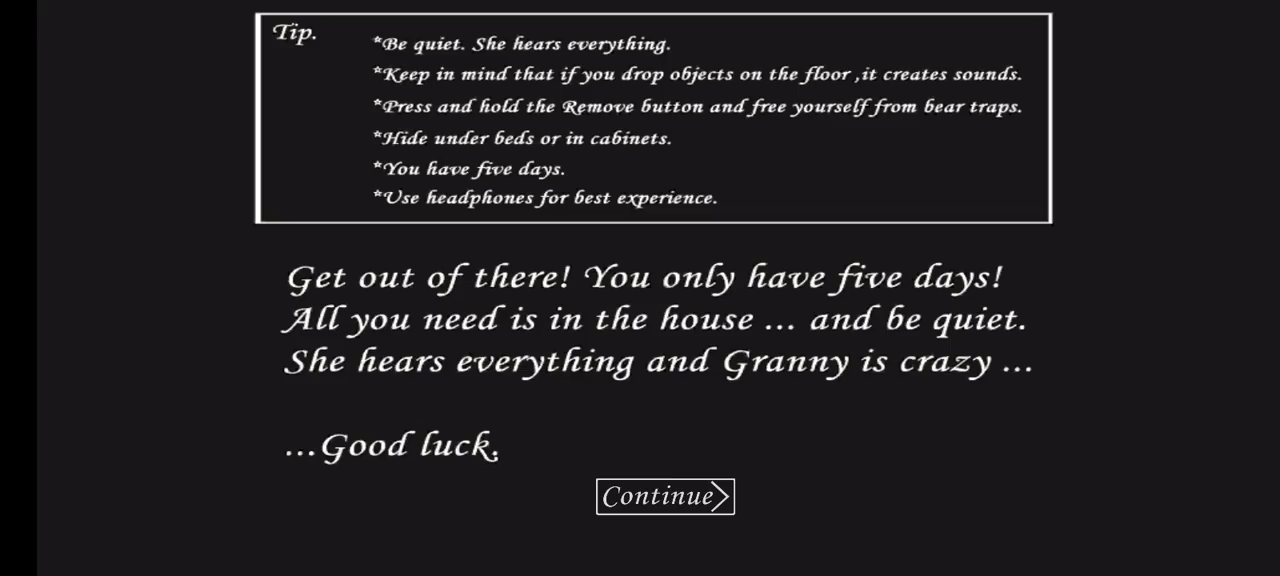 Tip.
*Be quiet. She hears everything.
*Keep in mind that if you drop objects on the floor ,it creates sounds.
*Press and hold the Remove button and free yourself from bear traps.
*Hide under beds or in cabinets.
*You have five days.
*Use headphones for best experience.
Get out of there! You only have five days!
All you need is in the house ... and be quiet.
She hears everything and Granny is crazy ...
...Good luck.
Continue>